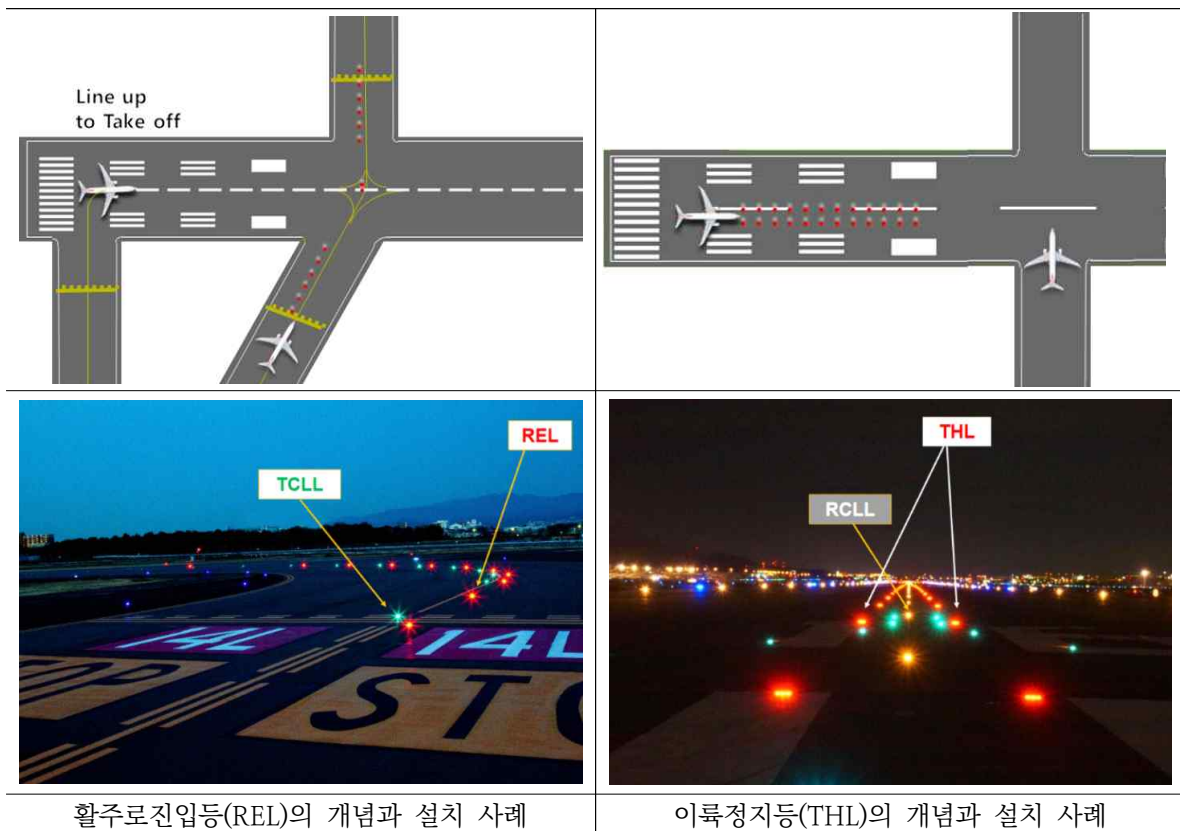 Line up
to Take off
REL
TCLL
14L
14L
STOP
STO
THL
RCLL
활주로진입등(REL)의 개념과 설치 사례
이륙정지등(THL)의 개념과 설치 사례